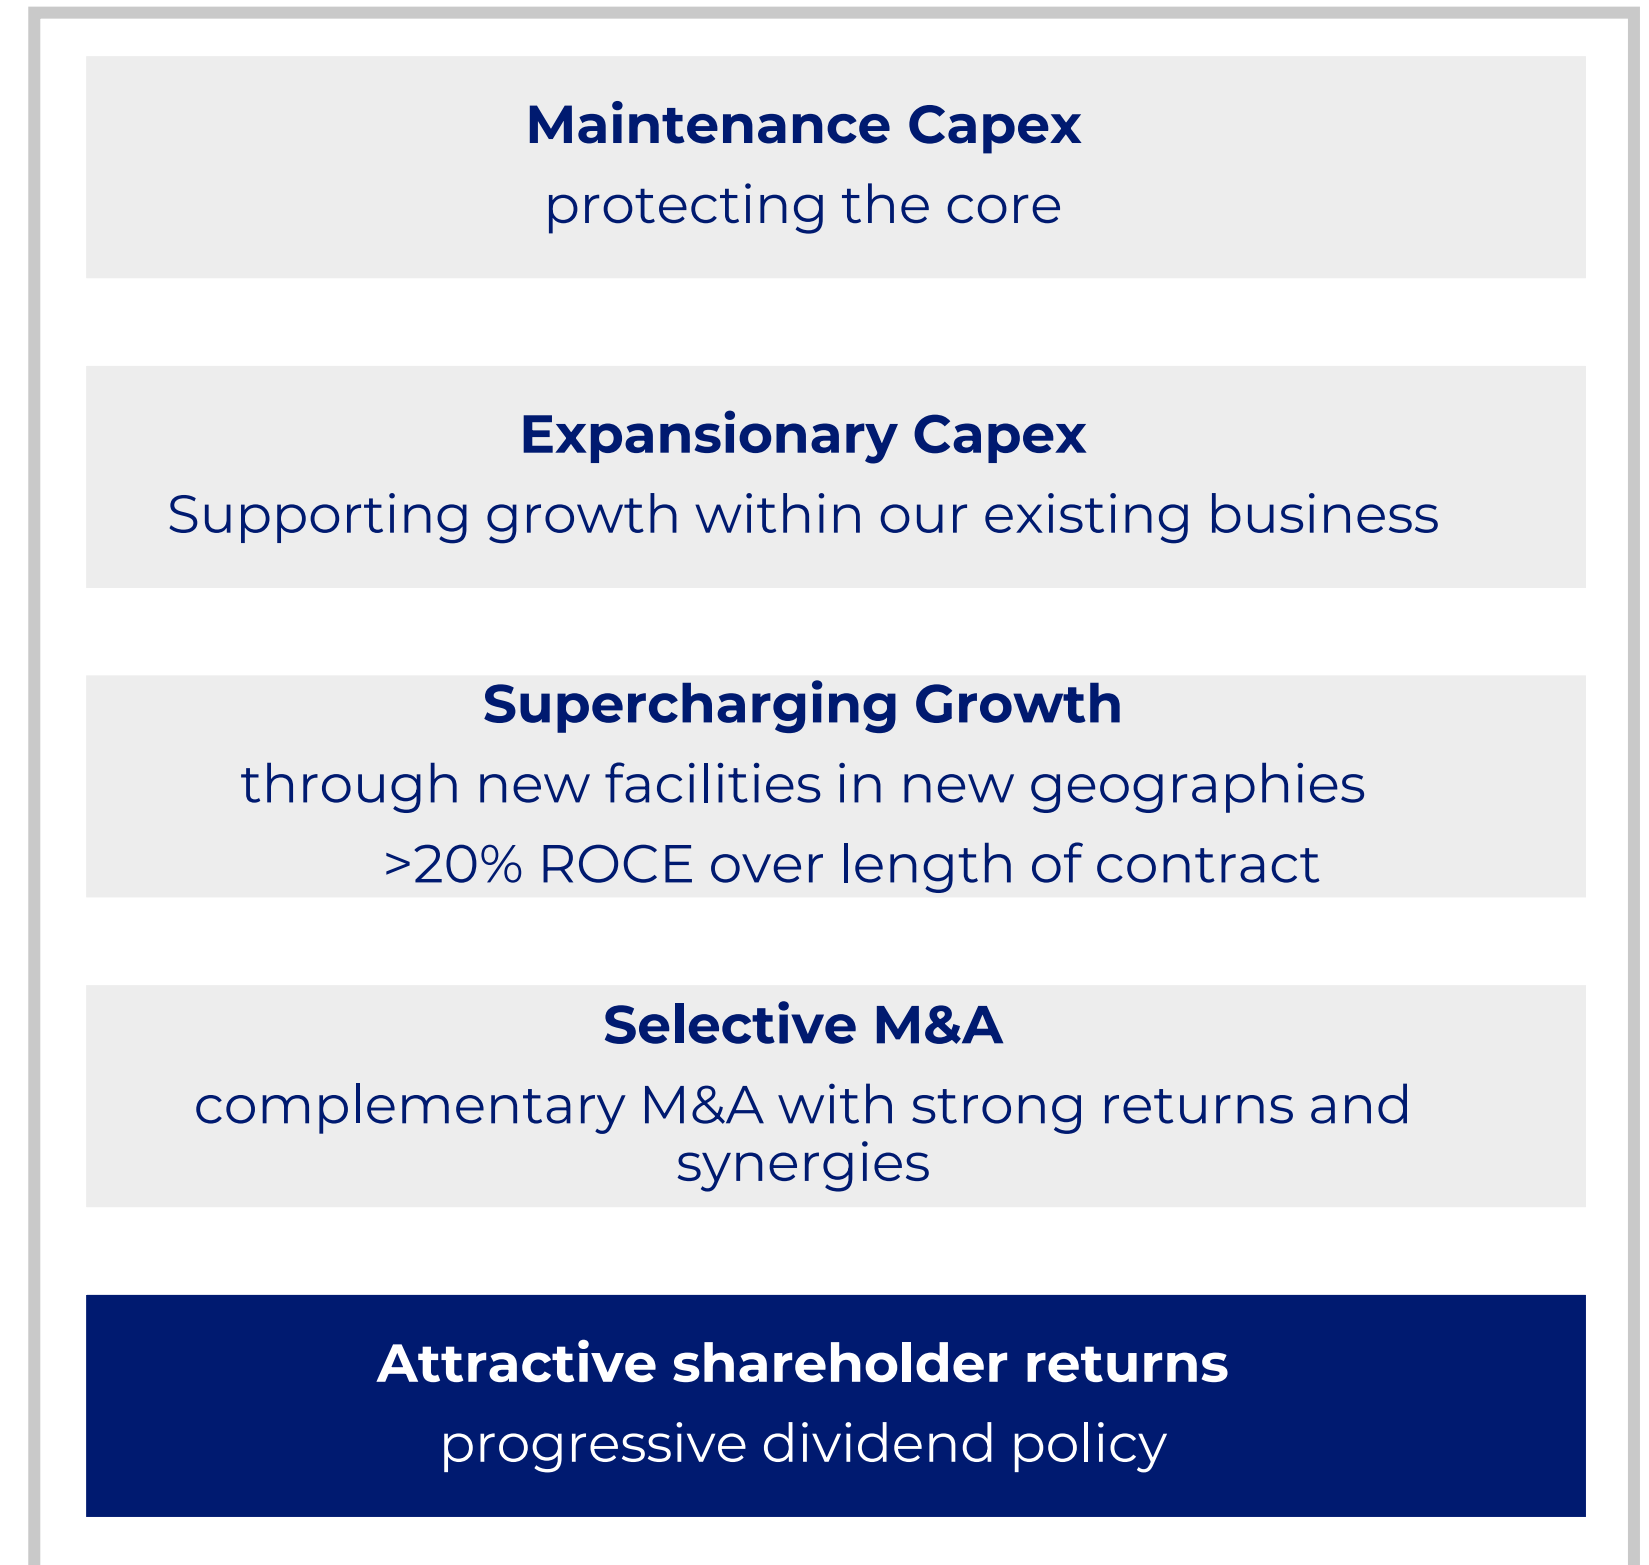 Maintenance Capex
protecting the core
Expansionary Capex
Supporting growth within our existing business
Supercharging Growth
through new facilities in new geographies
>20% ROCE over length of contract
Selective M&A
complementary M&A with strong returns and
synergies
Attractive shareholder returns
progressive dividend policy